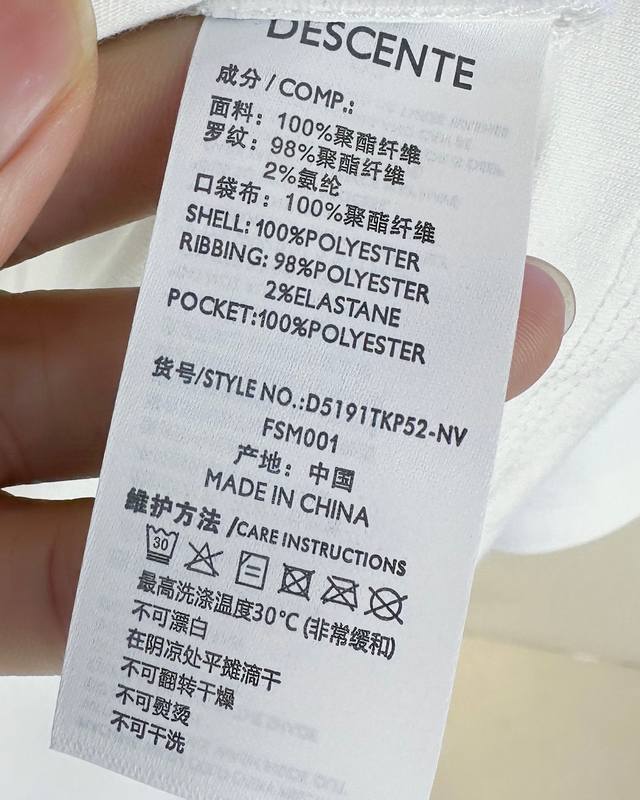 DESCENTE
成分/COMP.:
面料：100%聚酯纤维
罗纹：98%聚酯纤维
2%氨纶
口袋布：100%聚酯纤维
SHELL:100%POLYESTER
RIBBING:98%POLYESTER
2%ELASTANE
POCKET:100%POLYESTER
货号/STYLE NO.:D5191TKP52-NV
FSM001
产地：中国
MADE IN CHINA
维护方法/CARE INSTRUCTIONS
30
最高洗涤温度30℃(非常缓和)
不可漂白
在阴凉处平摊滴干
不可翻转干燥
不可熨烫
不可干洗